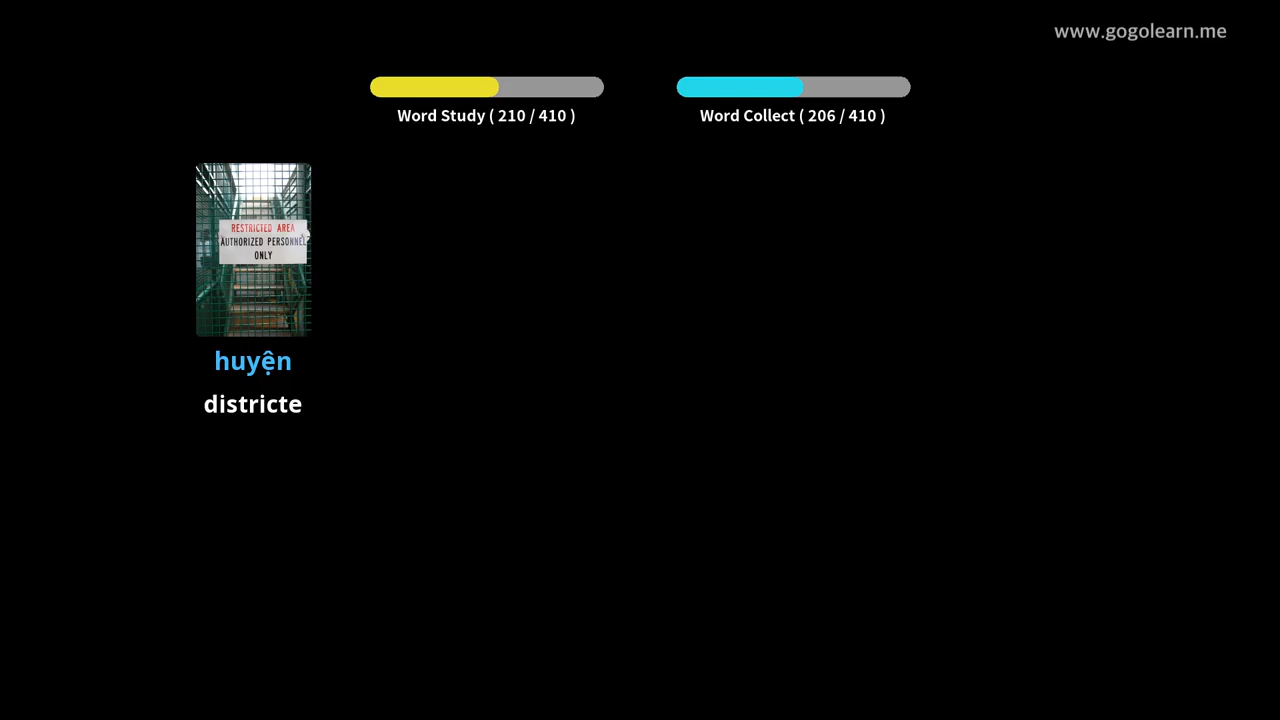 www.gogolearn.me
Word Study ( 210 / 410 )
Word Collect ( 206 / 410 )
RESTRICTED AREA
AUTHORIZED PERSONNEL
ONLY
huyện
districte